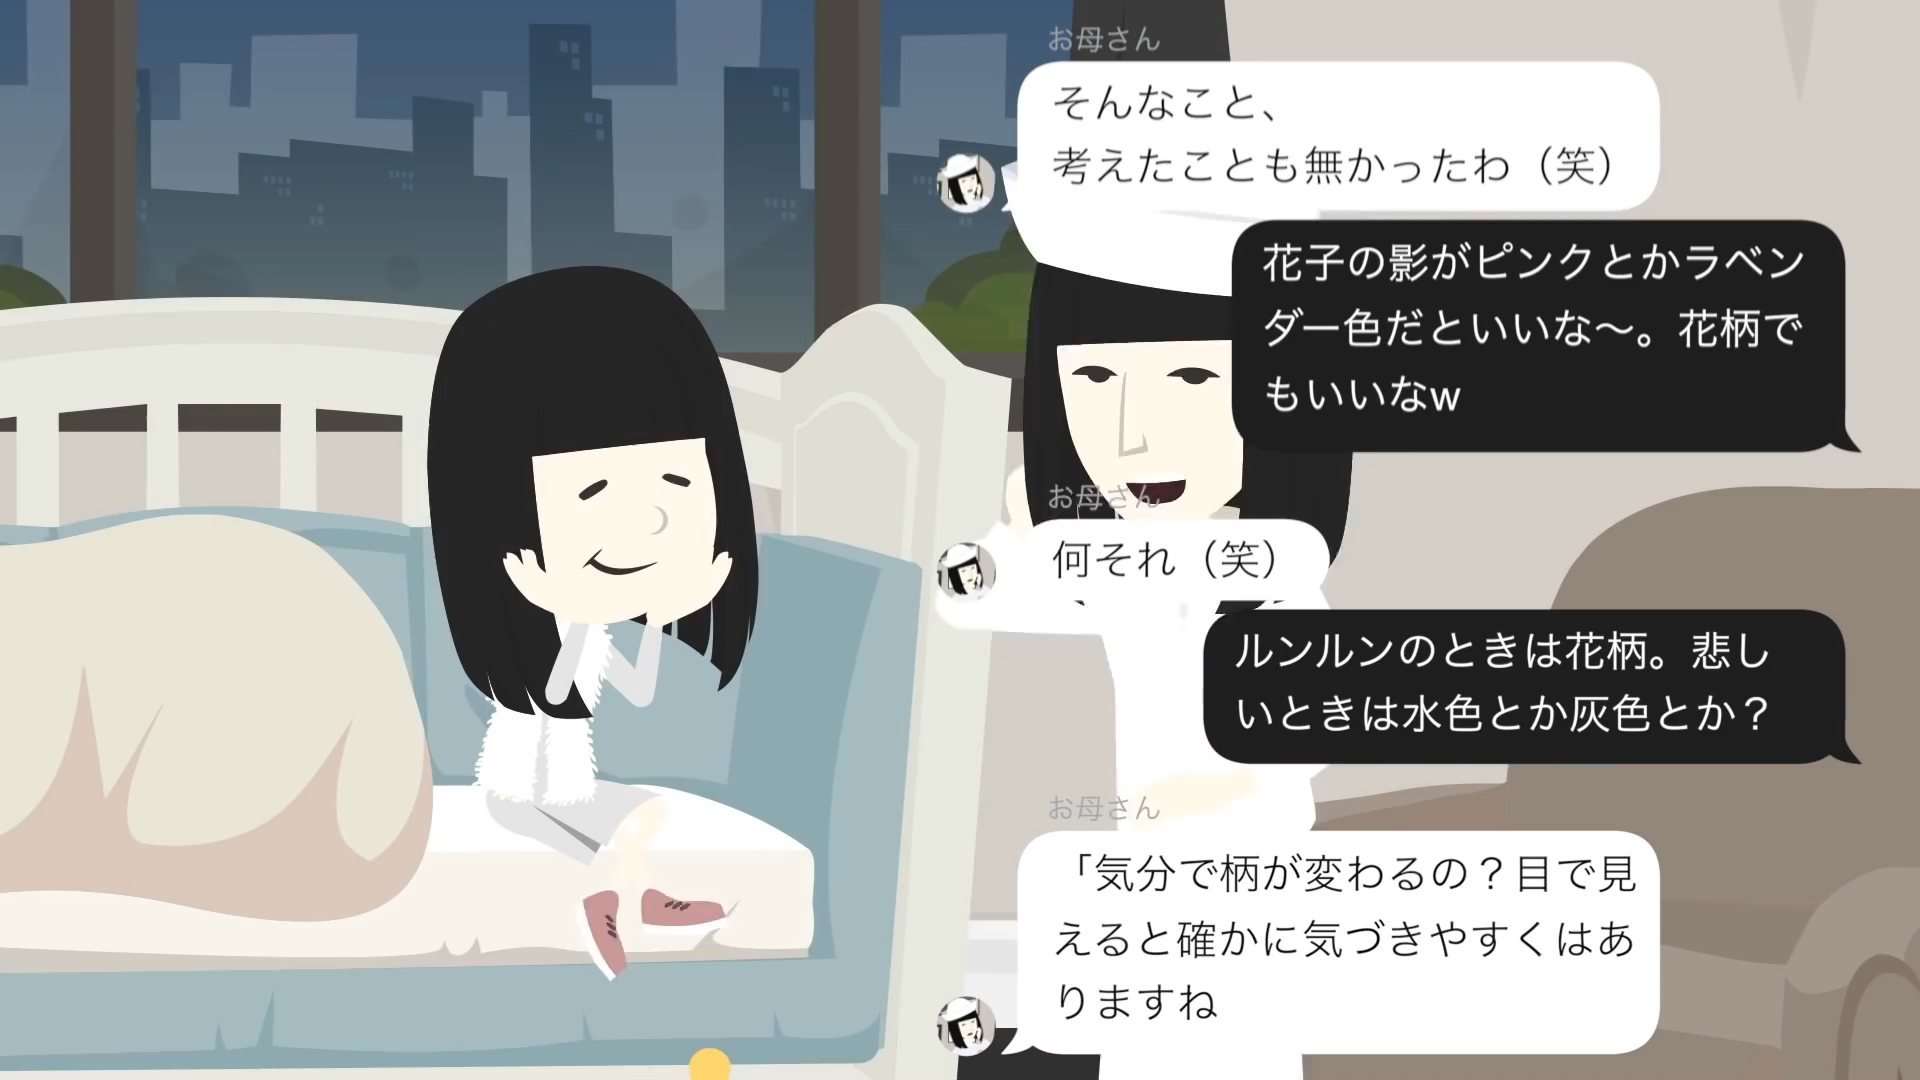 お母さん
そんなこと、
考えたことも無かったわ（笑）
花子の影がピンクとかラベン
ダー色だといいな〜。花柄で
もいいなw
お母さん
何それ（笑）
ルンルンのときは花柄。悲し
いときは水色とか灰色とか？
お母さん
「気分で柄が変わるの？目で見
えると確かに気づきやすくはあ
りますね